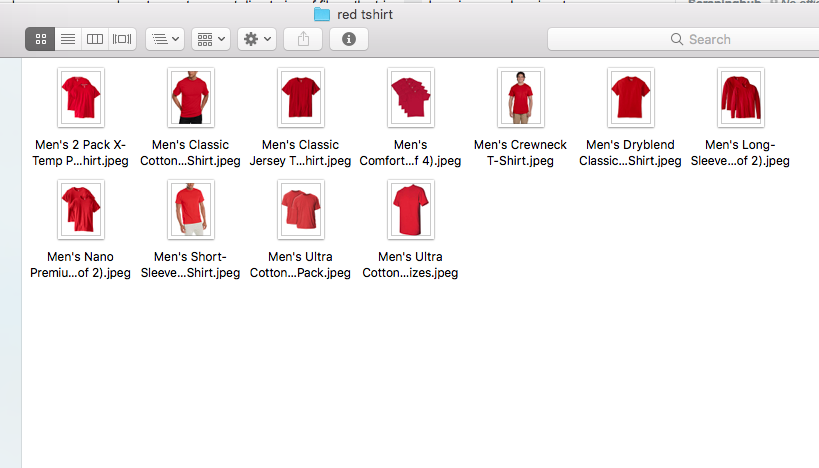 red tshirt
Search
Men's 2 Pack X-
Temp P...hirt.jpeg
Men's Classic
Cotton...Shirt.jpeg
Men's Classic
Jersey T...hirt.jpeg
Men's
Comfort...f 4).jpeg
Men's Crewneck
T-Shirt.jpeg
Men's Dryblend
Classic...Shirt.jpeg
Men's Long-
Sleeve...of 2).jpeg
Men's Nano
Premiu...of 2).jpeg
Men's Short-
Sleeve...Shirt.jpeg
Men's Ultra
Cotton...Pack.jpeg
Men's Ultra
Cotton...izes.jpeg